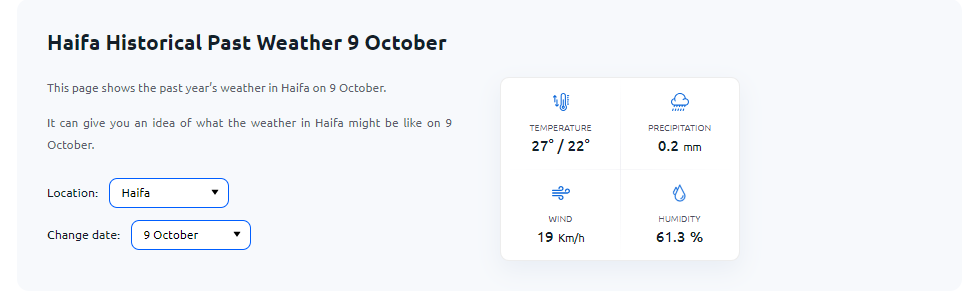 Haifa Historical Past Weather 9 October
This page shows the past year's weather in Haifa on 9 October.
It can give you an idea of what the weather in Haifa might be like on 9
October.
Location: Haifa
Change date: 9 October
TEMPERATURE
27° / 22°
PRECIPITATION
0.2 mm
WIND
19 Km/h
HUMIDITY
61.3 %